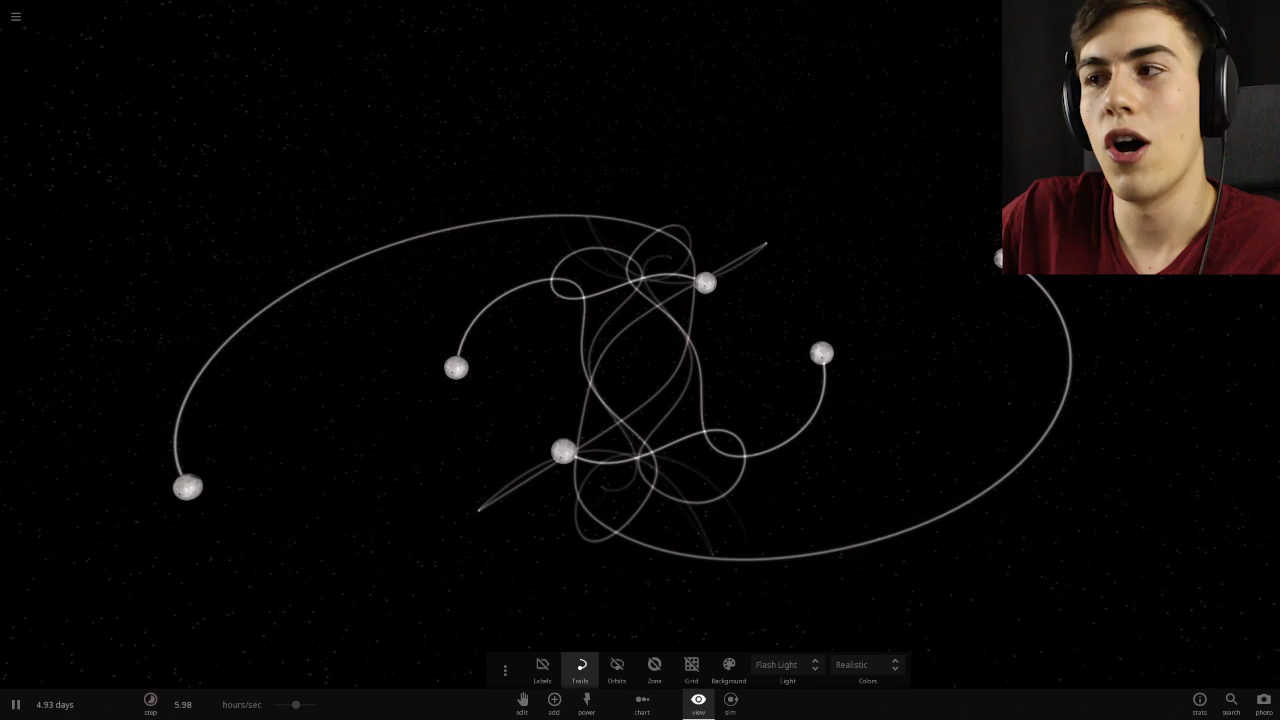 Labels
Trails
Orbits
Zone
Grid
Background
Flash Light
Light
Realistic
Colors
4.93 days
step
5.98
hours/sec
edit
add
power
chart
view
sim
stats
search
photo